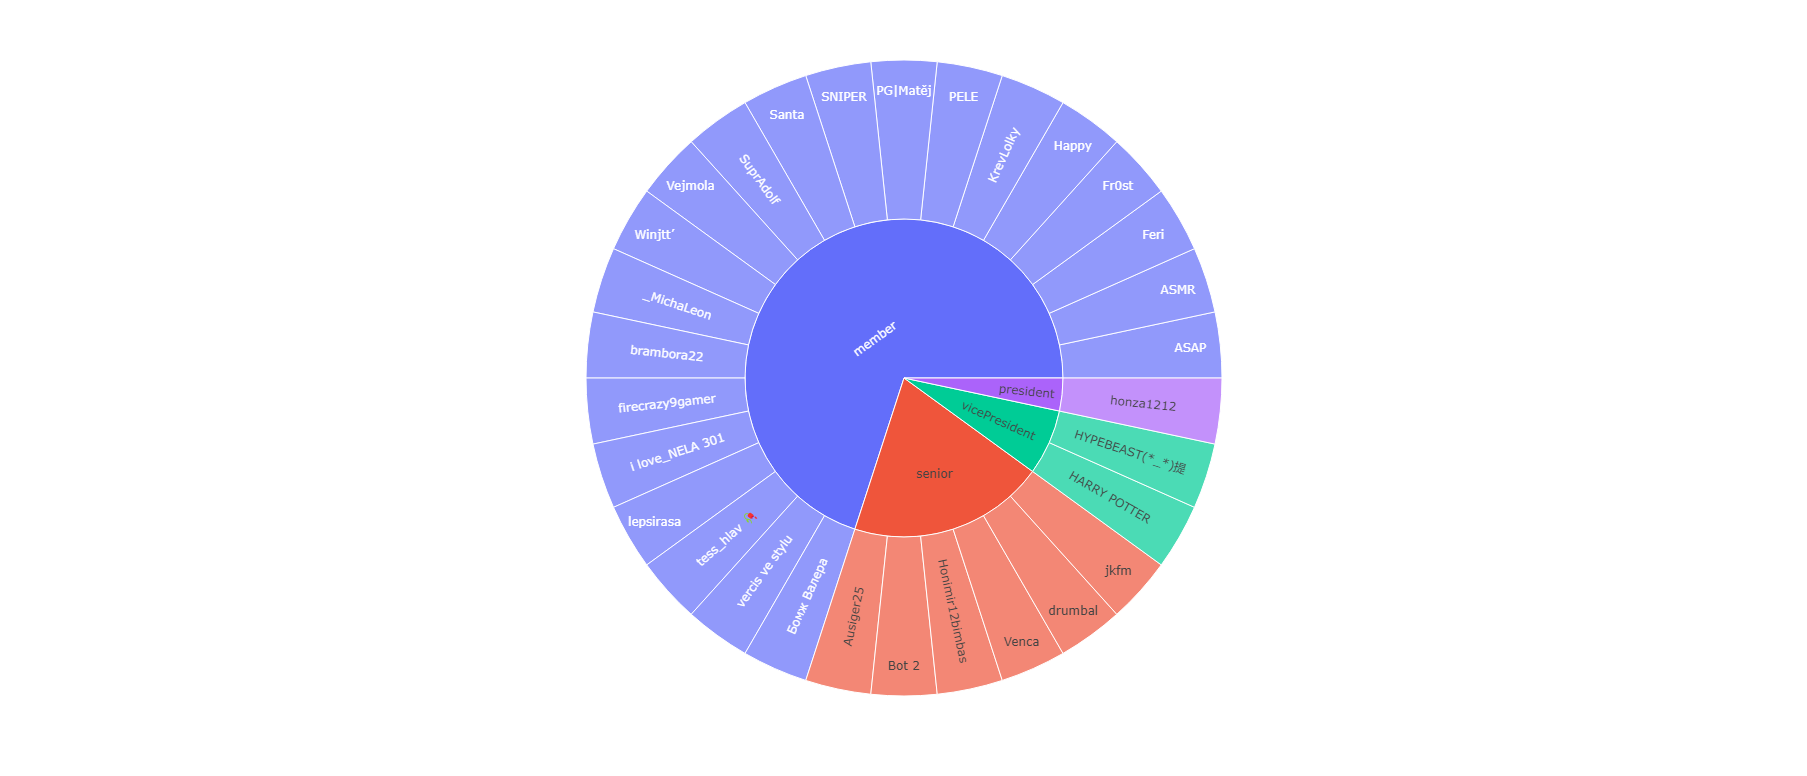 member
ASAP
ASMR
Feri
Fr0st
Happy
KrevLolky
PELE
PG|Matěj
SNIPER
Santa
SuprAdolf
Vejmola
Winjtt´
_MichaLeon
brambora22
firecrazy9gamer
i love_NELA 301
lepsirasa
tess_hlav
vercis ve stylu
Бомж Валера
senior
Ausiger25
Bot 2
Honimir12bimbas
Venca
drumbal
jkfm
vicePresident
HARRY POTTER
HYPEBEAST(*_*)提
president
honza1212